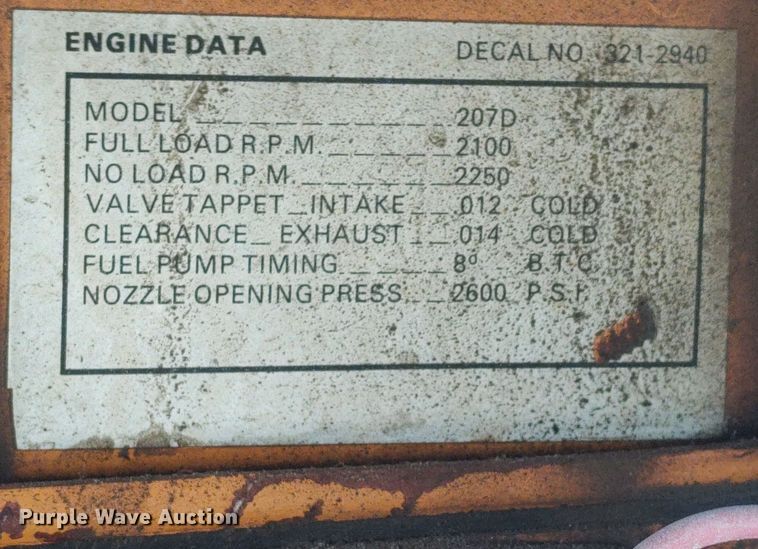 ENGINE DATA DECAL NO. 321-2940
MODEL 207D
FULL LOAD R.P.M. 2100
NO LOAD R.P.M. 2250
VALVE TAPPET INTAKE .012 COLD
CLEARANCE EXHAUST .014 COLD
FUEL PUMP TIMING 8° B.T.C.
NOZZLE OPENING PRESS 2600 P.S.I.
Purple Wave Auction